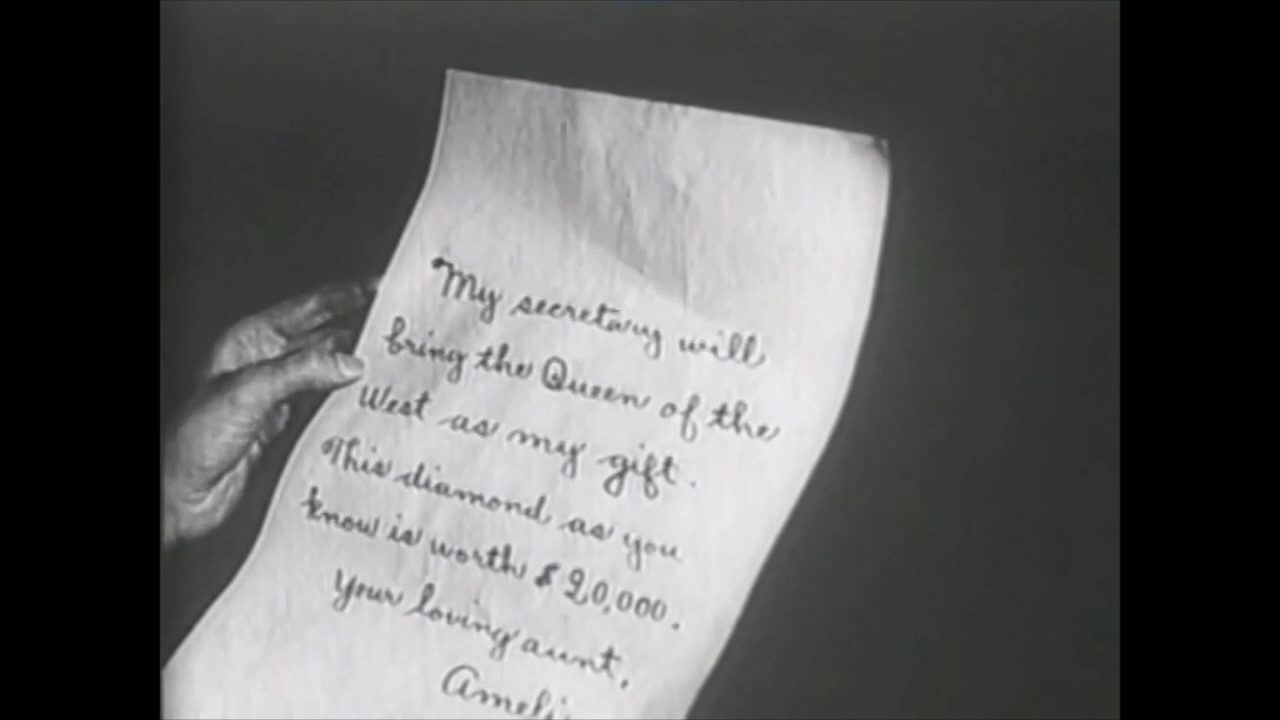 "My secretary will
bring the Queen of the
West as my gift.
This diamond as you
know is worth $20,000.
Your loving aunt,